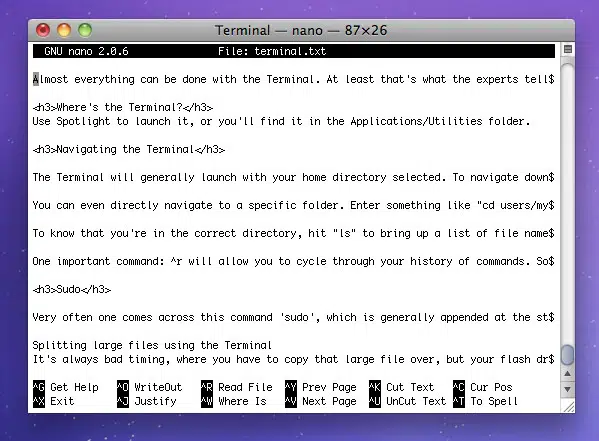 Terminal — nano — 87×26
GNU nano 2.0.6 File: terminal.txt
Almost everything can be done with the Terminal. At least that's what the experts tell$
<h3>Where's the Terminal?</h3>
Use Spotlight to launch it, or you'll find it in the Applications/Utilities folder.
<h3>Navigating the Terminal</h3>
The Terminal will generally launch with your home directory selected. To navigate down$
You can even directly navigate to a specific folder. Enter something like "cd users/my$
To know that you're in the correct directory, hit "ls" to bring up a list of file name$
One important command: ^r will allow you to cycle through your history of commands. So$
<h3>Sudo</h3>
Very often one comes across this command 'sudo', which is generally appended at the st$
Splitting large files using the Terminal
It's always bad timing, where you have to copy that large file over, but your flash dr$
^G Get Help ^O WriteOut ^R Read File ^Y Prev Page ^K Cut Text ^C Cur Pos
^X Exit ^J Justify ^W Where Is ^V Next Page ^U UnCut Text ^T To Spell